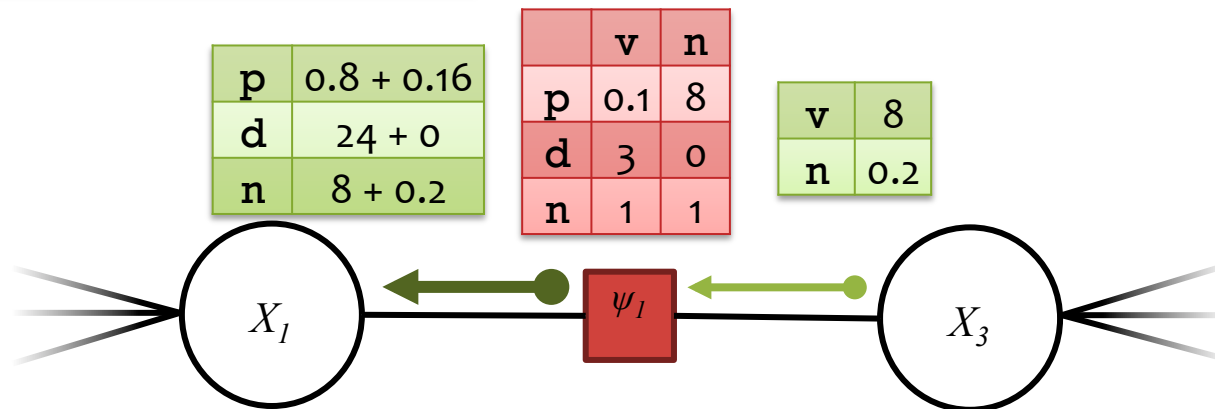 v n
p 0.8 + 0.16
d 24 + 0
n 8 + 0.2
p 0.1 8
d 3 0
n 1 1
v 8
n 0.2
X₁
ψ₁
X₃